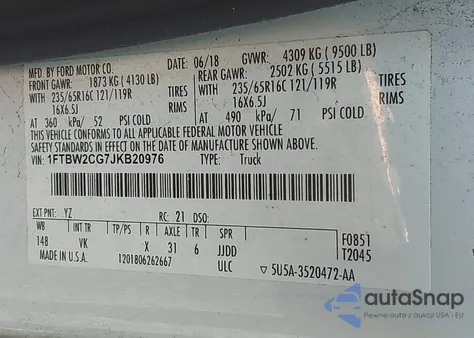 MFD. BY FORD MOTOR CO. DATE: 06/18 GVWR: 4309 KG ( 9500 LB)
FRONT GAWR: 1873 KG ( 4130 LB) REAR GAWR: 2502 KG ( 5515 LB)
WITH 235/65R16C 121/119R TIRES WITH 235/65R16C 121/119R TIRES
16X6.5J RIMS 16X6.5J RIMS
AT 360 kPa/ 52 PSI COLD AT 490 kPa/ 71 PSI COLD
THIS VEHICLE CONFORMS TO ALL APPLICABLE FEDERAL MOTOR VEHICLE
SAFETY STANDARDS IN EFFECT ON THE DATE OF MANUFACTURE SHOWN ABOVE.
VIN: 1FTBW2CG7JKB20976 TYPE: Truck
EXT PNT: YZ RC: 21 DSO:
WB INT TR TP/PS R AXLE TR SPR F0851
148 VK X 31 6 JJDD T2045
MADE IN U.S.A. 1201806262667 ULC 5U5A-3520472-AA
autoSnap
Pewne auto z USA i EU